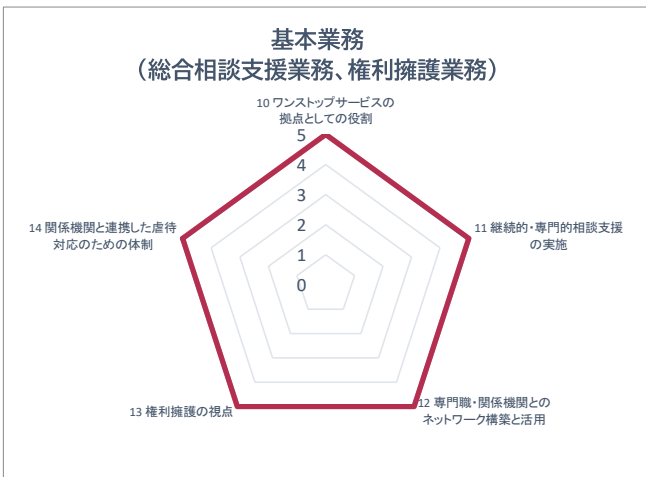 基本業務
（総合相談支援業務、権利擁護業務）
10 ワンストップサービスの
拠点としての役割
5
4
3
2
1
0
14 関係機関と連携した虐待
対応のための体制
11 継続的・専門的相談支援
の実施
13 権利擁護の視点
12 専門職・関係機関との
ネットワーク構築と活用